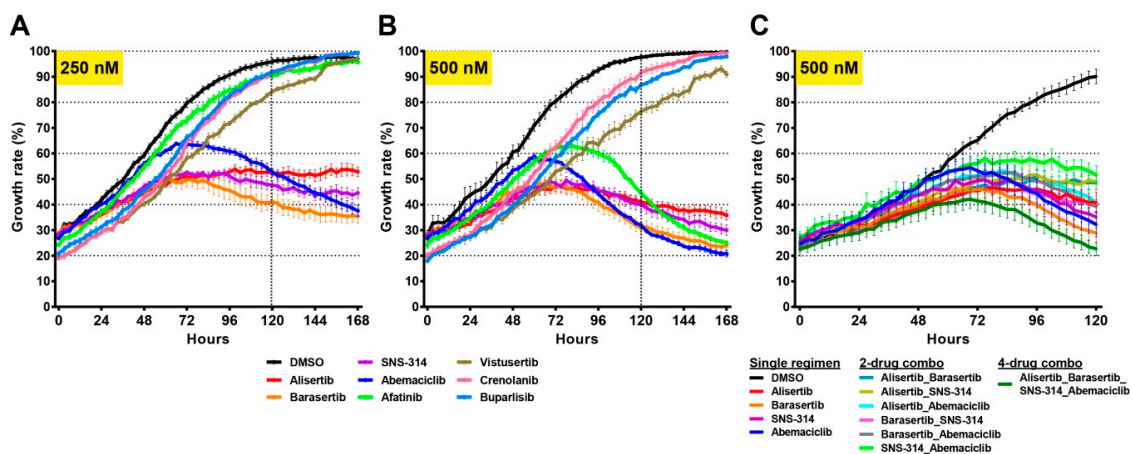 A
B
C
250 nM
500 nM
500 nM
Growth rate (%)
100
90
80
70
60
50
40
30
20
10
0
0 24 48 72 96 120 144 168
Hours
Growth rate (%)
100
90
80
70
60
50
40
30
20
10
0
0 24 48 72 96 120 144 168
Hours
Growth rate (%)
100
90
80
70
60
50
40
30
20
10
0
0 24 48 72 96 120
Hours
DMSO SNS-314 Vistusertib
Alisertib Abemaciclib Crenolanib
Barasertib Afatinib Buparlisib
Single regimen
DMSO
Alisertib
Barasertib
SNS-314
Abemaciclib
2-drug combo
Alisertib_Barasertib
Alisertib_SNS-314
Alisertib_Abemaciclib
Barasertib_SNS-314
Barasertib_Abemaciclib
SNS-314_Abemaciclib
4-drug combo
Alisertib_Barasertib_
SNS-314_Abemaciclib